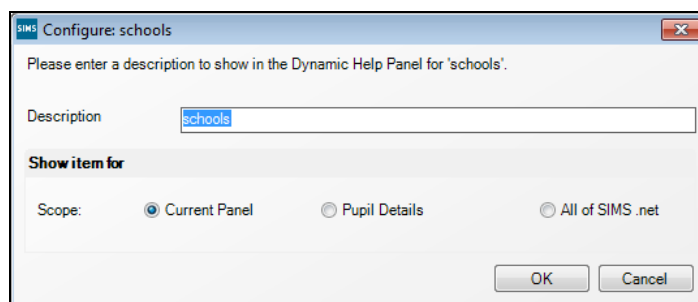 SIMS Configure: schools
Please enter a description to show in the Dynamic Help Panel for 'schools'.
Description schools
Show item for
Scope: Current Panel Pupil Details All of SIMS .net
OK Cancel